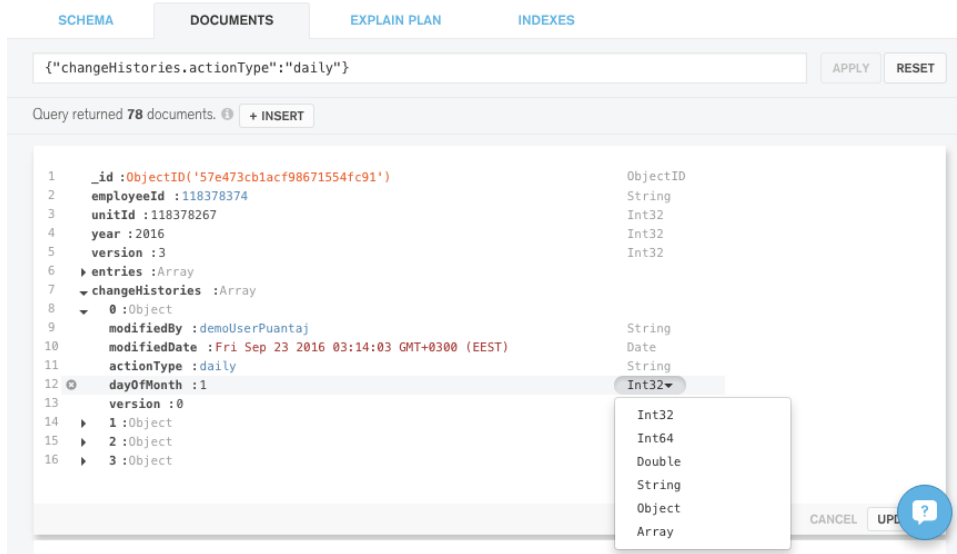 SCHEMA DOCUMENTS EXPLAIN PLAN INDEXES
{"changeHistories.actionType":"daily"} APPLY RESET
Query returned 78 documents. + INSERT
1 _id :ObjectID('57e473cb1acf98671554fc91') ObjectID
2 employeeId :118378374 String
3 unitId :118378267 Int32
4 year :2016 Int32
5 version :3 Int32
6 entries :Array
7 changeHistories :Array
8 0 :Object
9 modifiedBy :demoUserPuantaj String
10 modifiedDate :Fri Sep 23 2016 03:14:03 GMT+0300 (EEST) Date
11 actionType :daily String
12 dayOfMonth :1 Int32
13 version :0
14 1 :Object
15 2 :Object
16 3 :Object
Int32
Int64
Double
String
Object
Array
CANCEL UPD
?